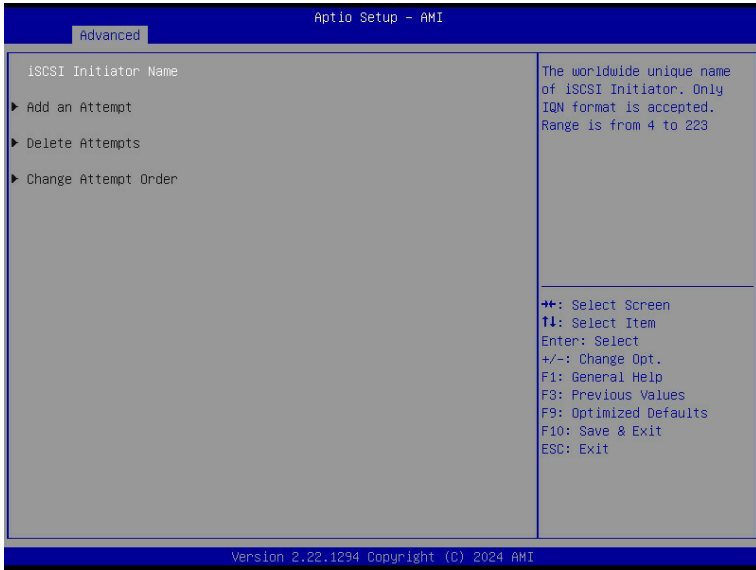 Aptio Setup – AMI
Advanced
iSCSI Initiator Name
Add an Attempt
Delete Attempts
Change Attempt Order
The worldwide unique name
of iSCSI Initiator. Only
IQN format is accepted.
Range is from 4 to 223
→←: Select Screen
↑↓: Select Item
Enter: Select
+/-: Change Opt.
F1: General Help
F3: Previous Values
F9: Optimized Defaults
F10: Save & Exit
ESC: Exit
Version 2.22.1294 Copyright (C) 2024 AMI